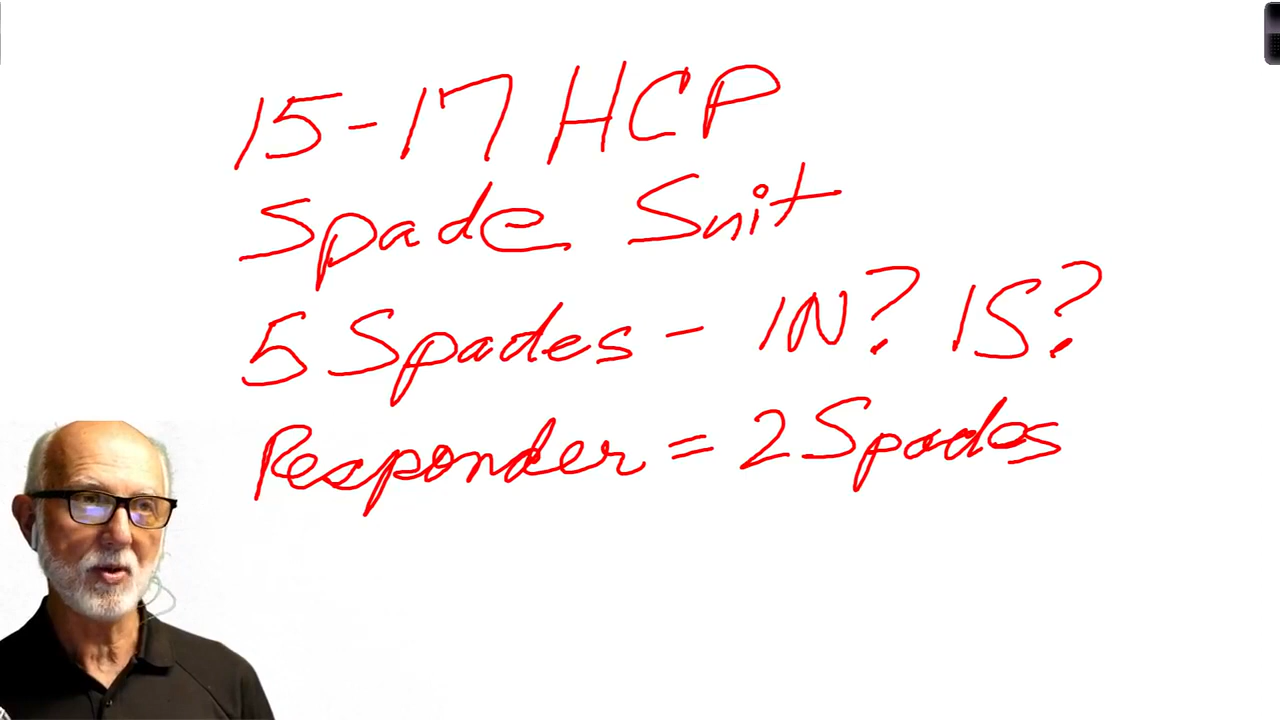 15-17 HCP
Spade Suit
5 Spades - 1N? 1S?
Responder = 2 Spades